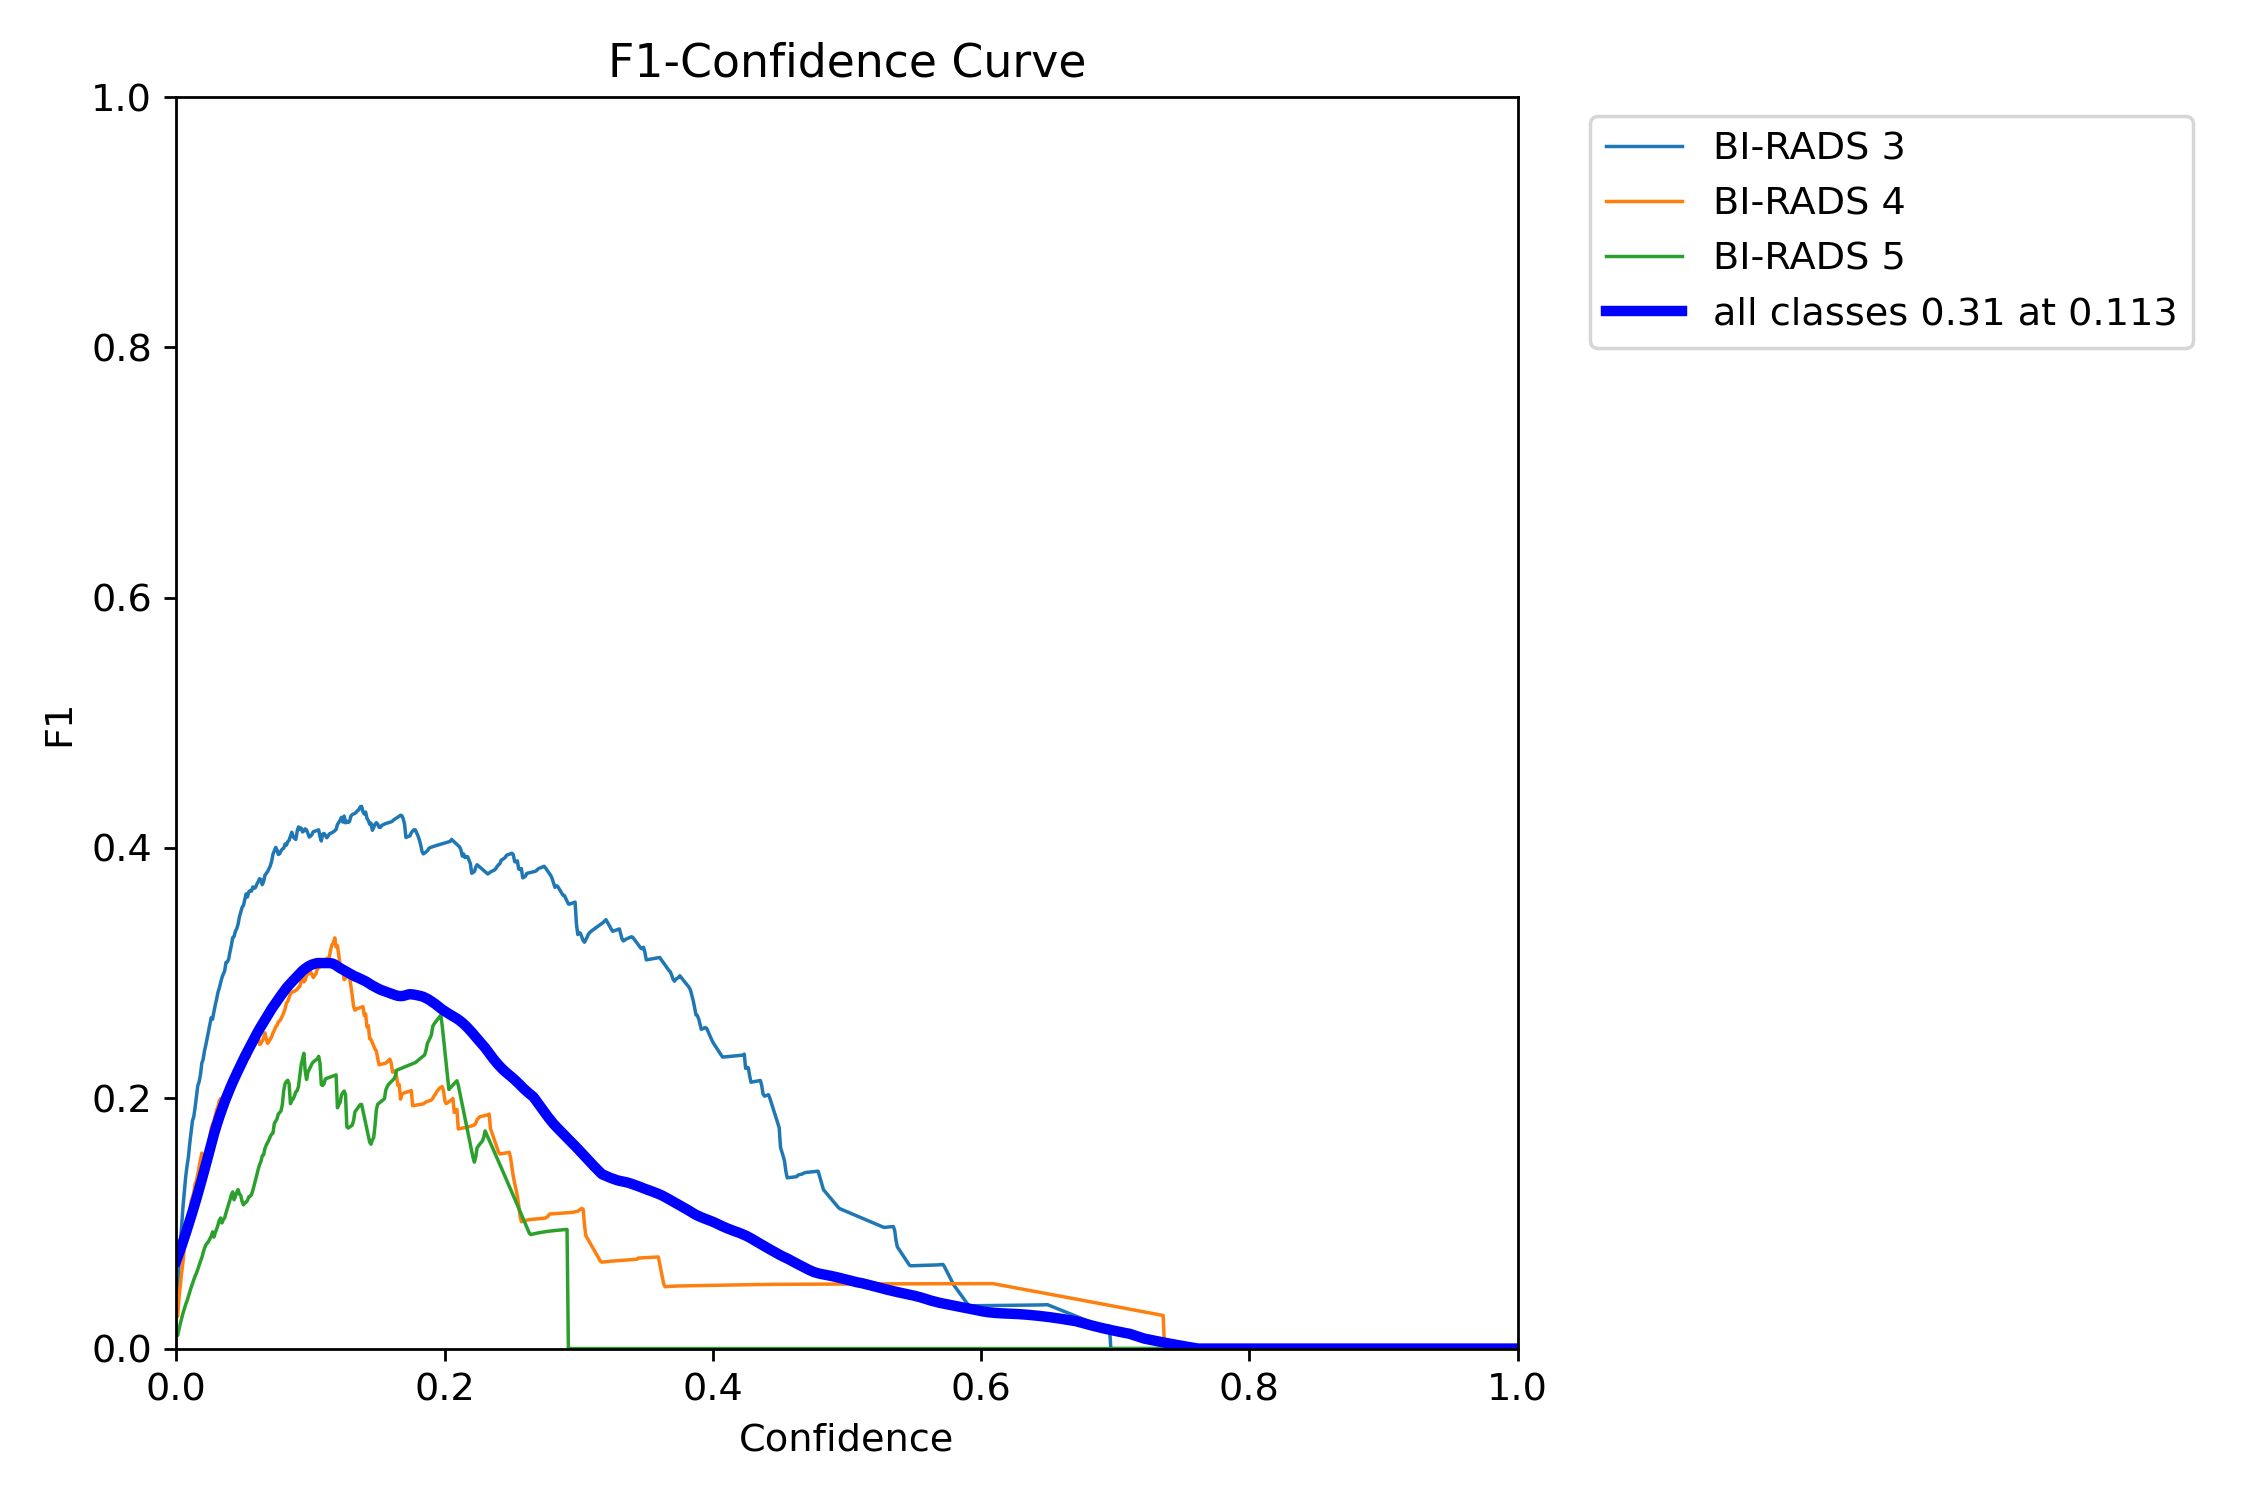 F1-Confidence Curve
1.0
0.8
0.6
0.4
0.2
0.0
F1
0.0 0.2 0.4 0.6 0.8 1.0
Confidence
BI-RADS 3
BI-RADS 4
BI-RADS 5
all classes 0.31 at 0.113